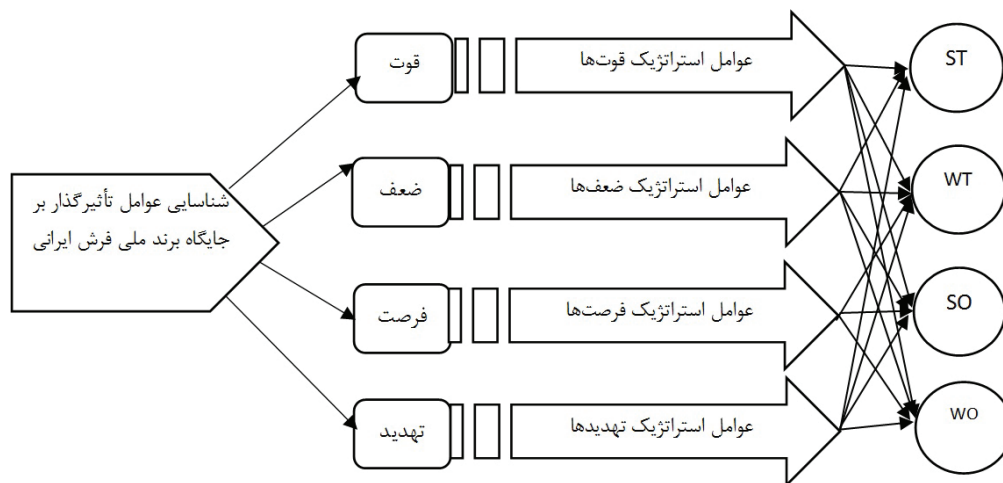 شناسایی عوامل تأثیرگذار بر
جایگاه برند ملی فرش ایرانی
قوت
عوامل استراتژیک قوت‌ها
ST
ضعف
عوامل استراتژیک ضعف‌ها
WT
فرصت
عوامل استراتژیک فرصت‌ها
SO
تهدید
عوامل استراتژیک تهدیدها
WO